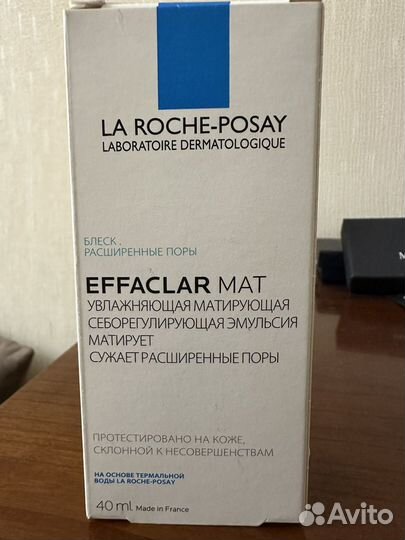 LA ROCHE-POSAY
LABORATOIRE DERMATOLOGIQUE
БЛЕСК .
РАСШИРЕННЫЕ ПОРЫ
EFFACLAR MAT
УВЛАЖНЯЮЩАЯ МАТИРУЮЩАЯ
СЕБОРЕГУЛИРУЮЩАЯ ЭМУЛЬСИЯ
МАТИРУЕТ
СУЖАЕТ РАСШИРЕННЫЕ ПОРЫ
ПРОТЕСТИРОВАНО НА КОЖЕ,
СКЛОННОЙ К НЕСОВЕРШЕНСТВАМ
НА ОСНОВЕ ТЕРМАЛЬНОЙ
ВОДЫ LA ROCHE-POSAY
40 ml Made in France
Avito